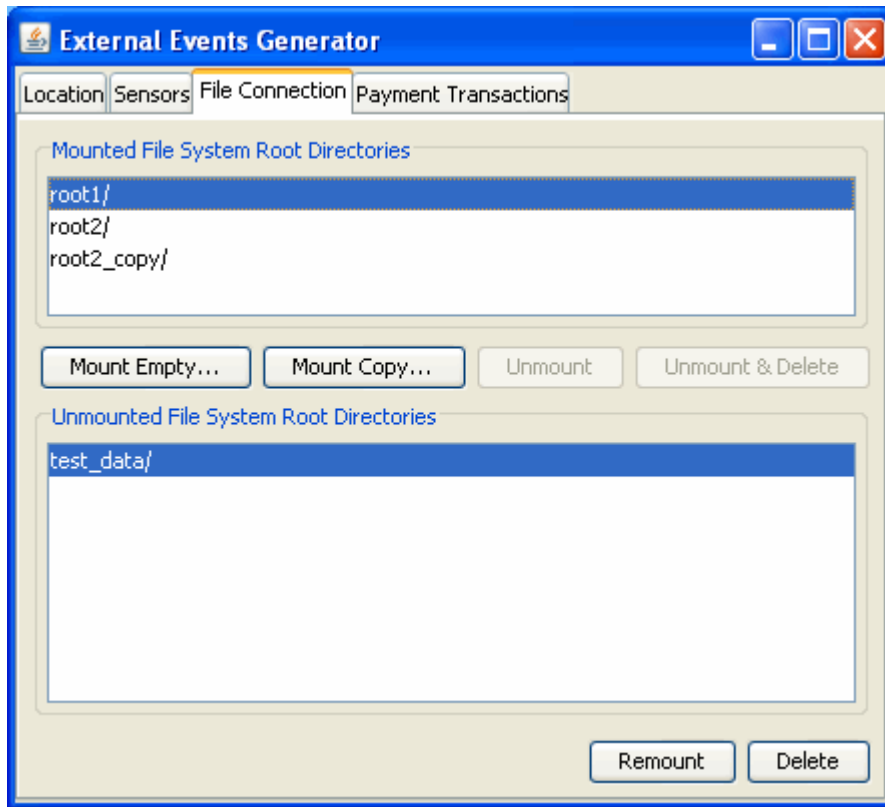 External Events Generator
Location Sensors File Connection Payment Transactions
Mounted File System Root Directories
root1/
root2/
root2_copy/
Mount Empty... Mount Copy... Unmount Unmount & Delete
Unmounted File System Root Directories
test_data/
Remount Delete